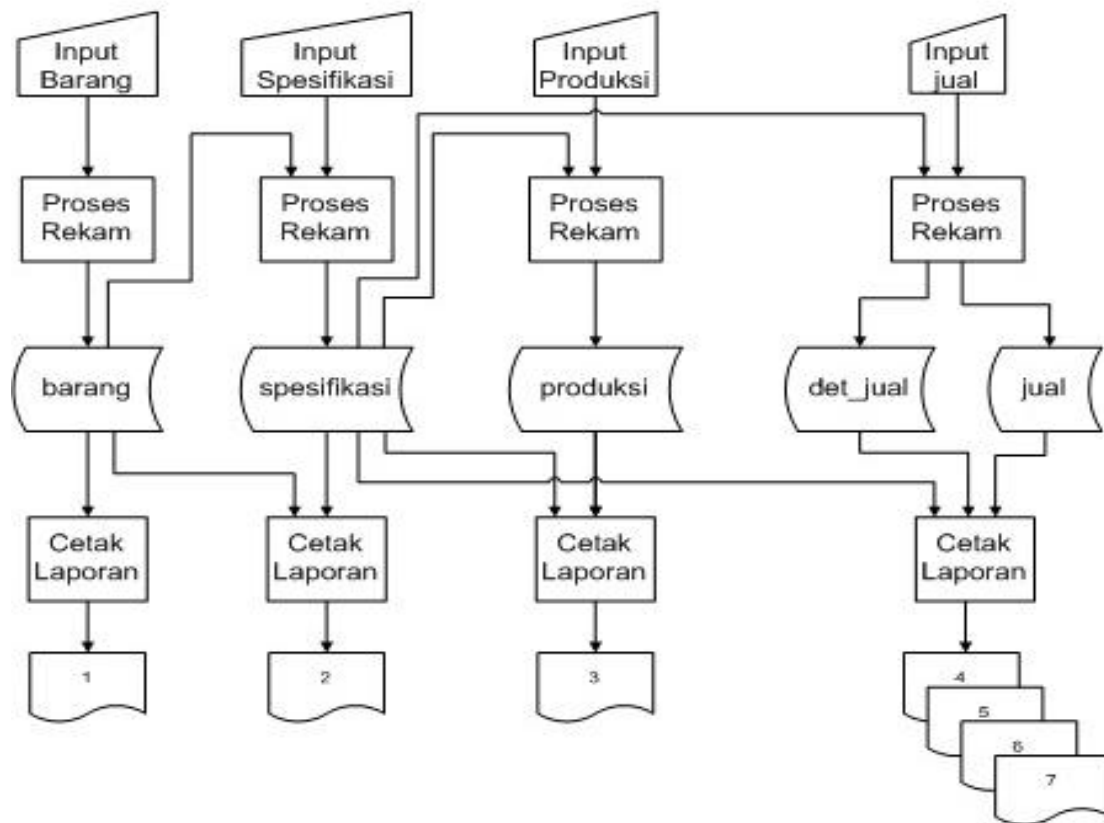 Input
Barang
Input
Spesifikasi
Input
Produksi
Input
jual
Proses
Rekam
Proses
Rekam
Proses
Rekam
Proses
Rekam
barang
spesifikasi
produksi
det_jual
jual
Cetak
Laporan
Cetak
Laporan
Cetak
Laporan
Cetak
Laporan
1
2
3
4
5
6
7